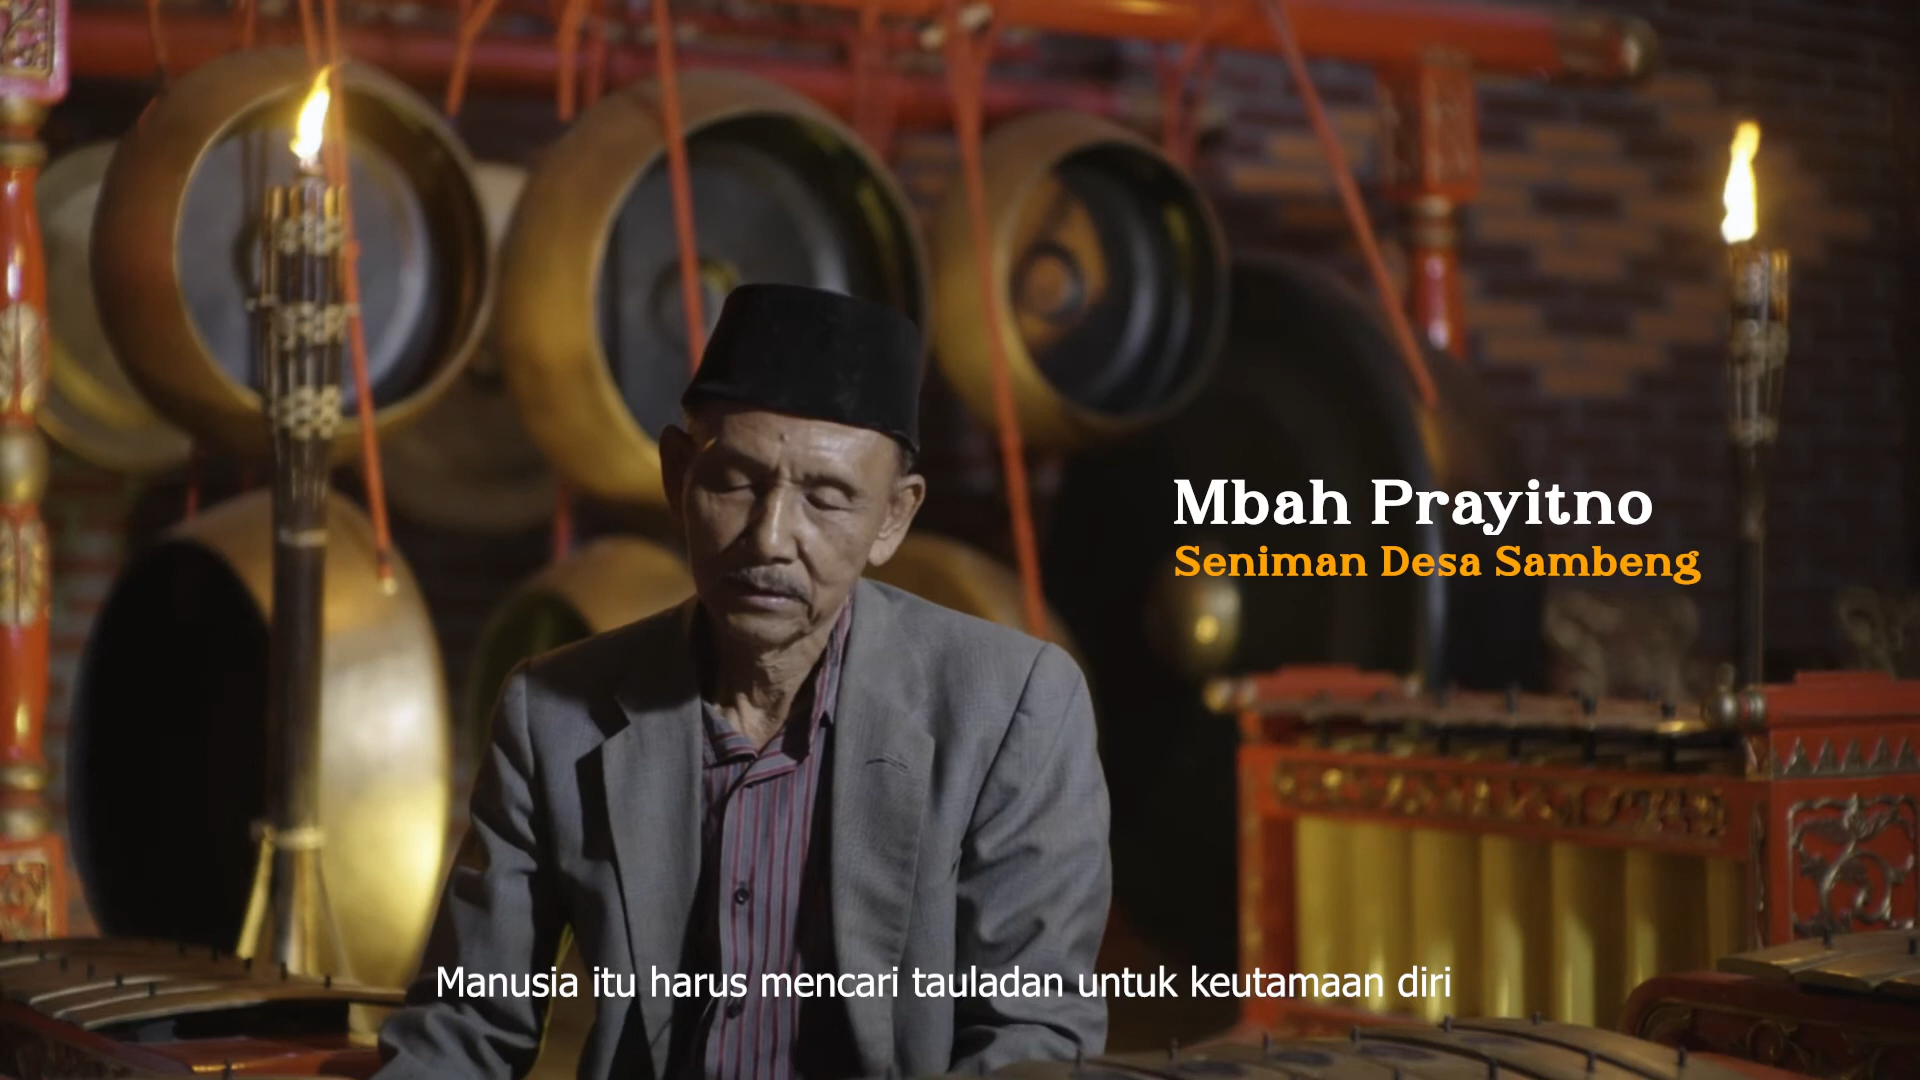 Mbah Prayitno
Seniman Desa Sambeng
Manusia itu harus mencari tauladan untuk keutamaan diri